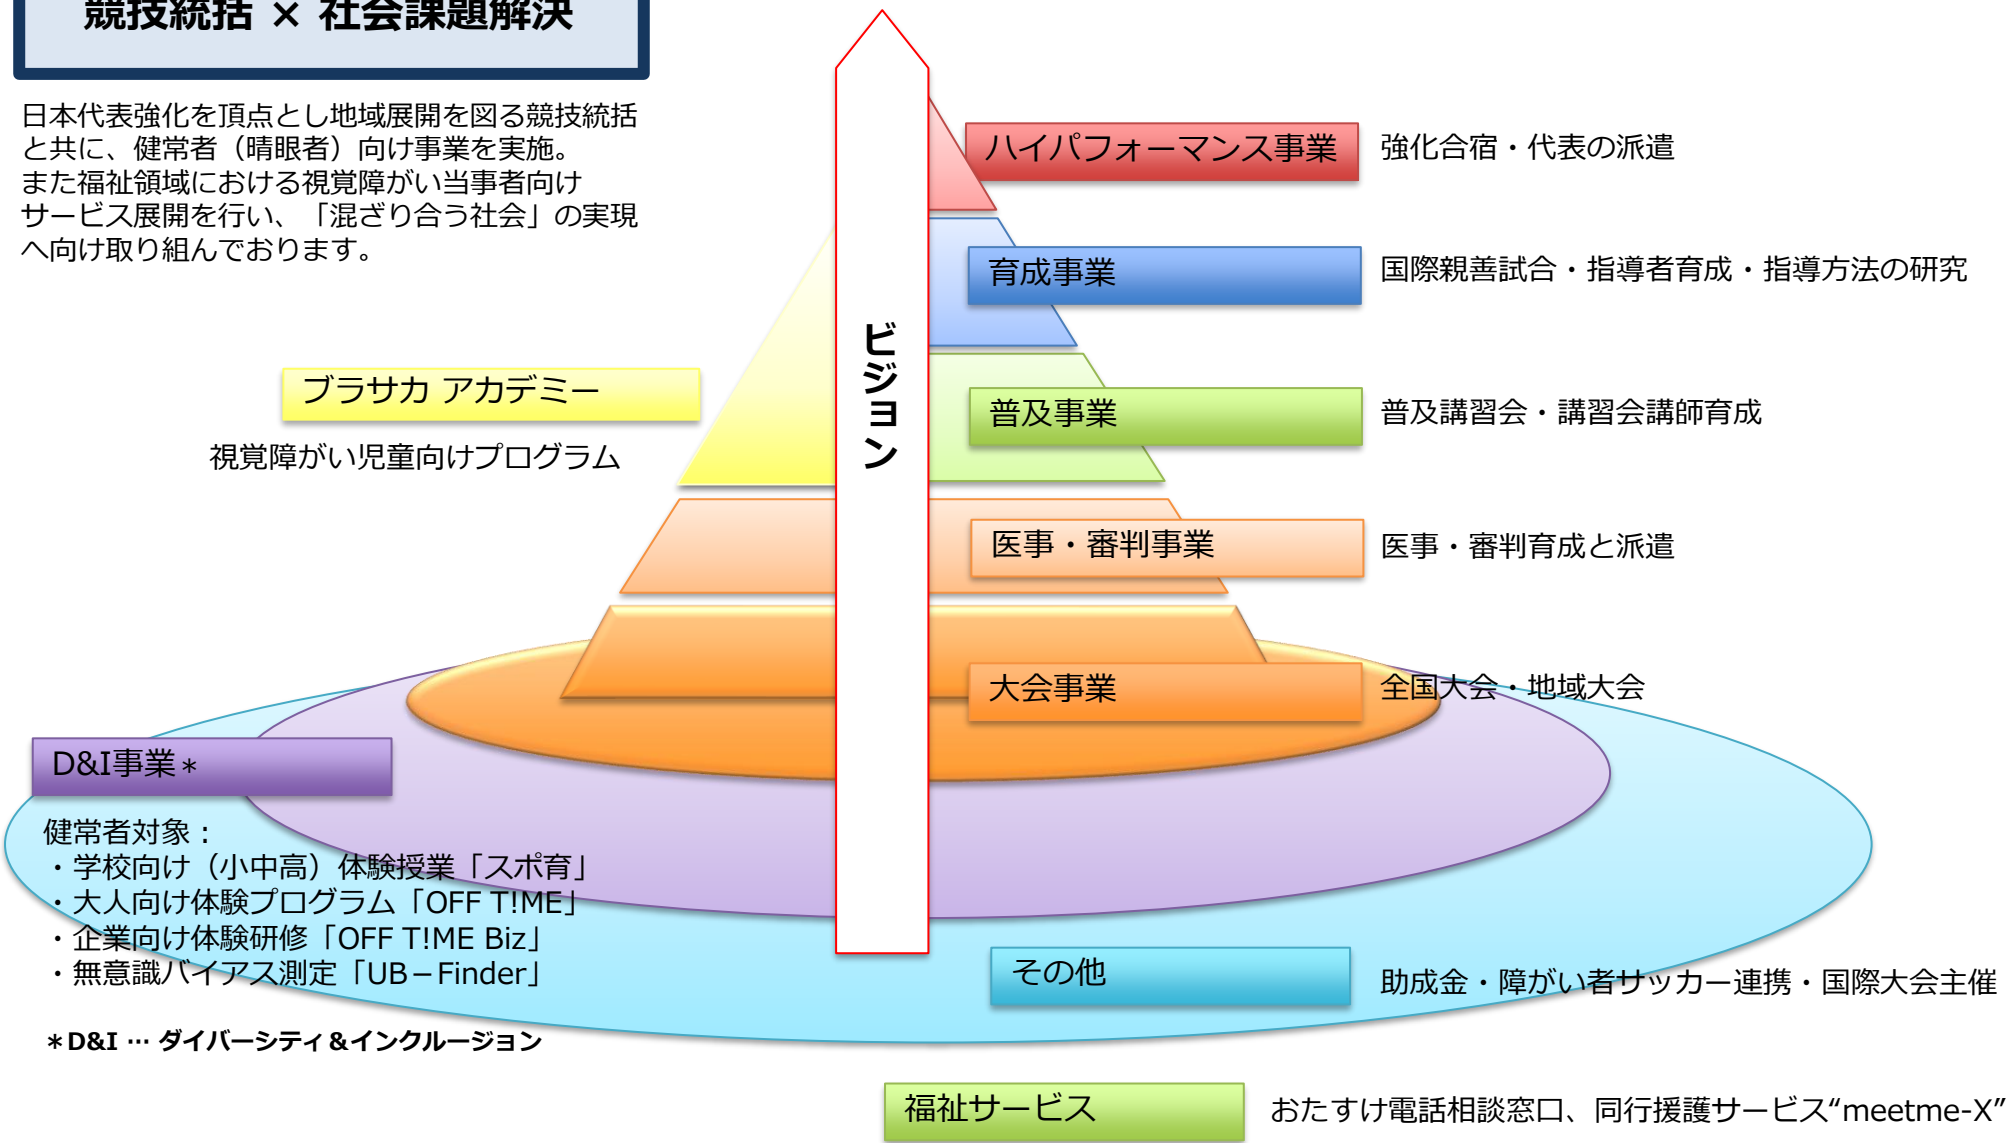 競技統括 × 社会課題解決
日本代表強化を頂点とし地域展開を図る競技統括
と共に、健常者（晴眼者）向け事業を実施。
また福祉領域における視覚障がい当事者向け
サービス展開を行い、「混ざり合う社会」の実現
へ向け取り組んでおります。
ビジョン
ハイパフォーマンス事業
強化合宿・代表の派遣
育成事業
国際親善試合・指導者育成・指導方法の研究
ブラサカ アカデミー
視覚障がい児童向けプログラム
普及事業
普及講習会・講習会講師育成
医事・審判事業
医事・審判育成と派遣
大会事業
全国大会・地域大会
D&I事業＊
健常者対象：
・学校向け（小中高）体験授業「スポ育」
・大人向け体験プログラム「OFF T!ME」
・企業向け体験研修「OFF T!ME Biz」
・無意識バイアス測定「UB－Finder」
＊D&I … ダイバーシティ＆インクルージョン
その他
助成金・障がい者サッカー連携・国際大会主催
福祉サービス
おたすけ電話相談窓口、同行援護サービス“meetme-X”